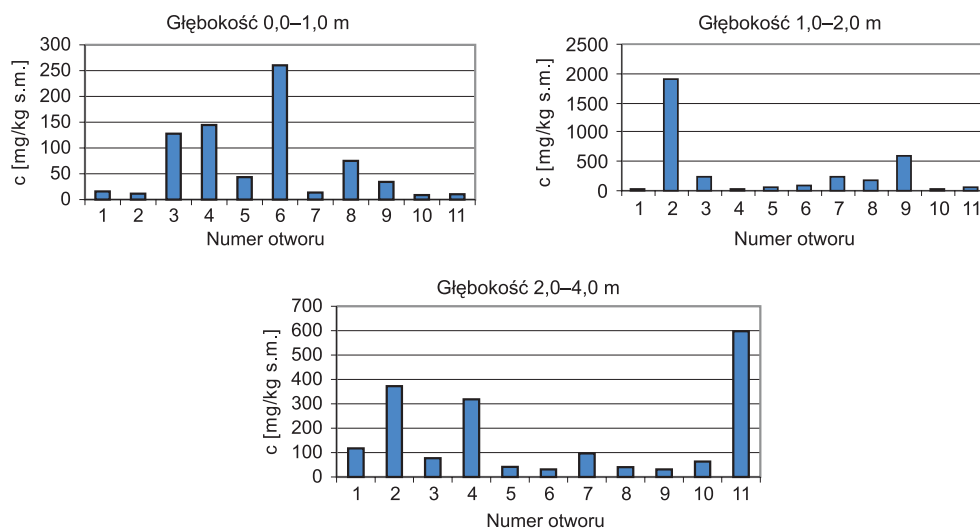 Głębokość 0,0–1,0 m
300
250
200
150
100
50
0
c [mg/kg s.m.]
1 2 3 4 5 6 7 8 9 10 11
Numer otworu
Głębokość 1,0–2,0 m
2500
2000
1500
1000
500
0
c [mg/kg s.m.]
1 2 3 4 5 6 7 8 9 10 11
Numer otworu
Głębokość 2,0–4,0 m
700
600
500
400
300
200
100
0
c [mg/kg s.m.]
1 2 3 4 5 6 7 8 9 10 11
Numer otworu